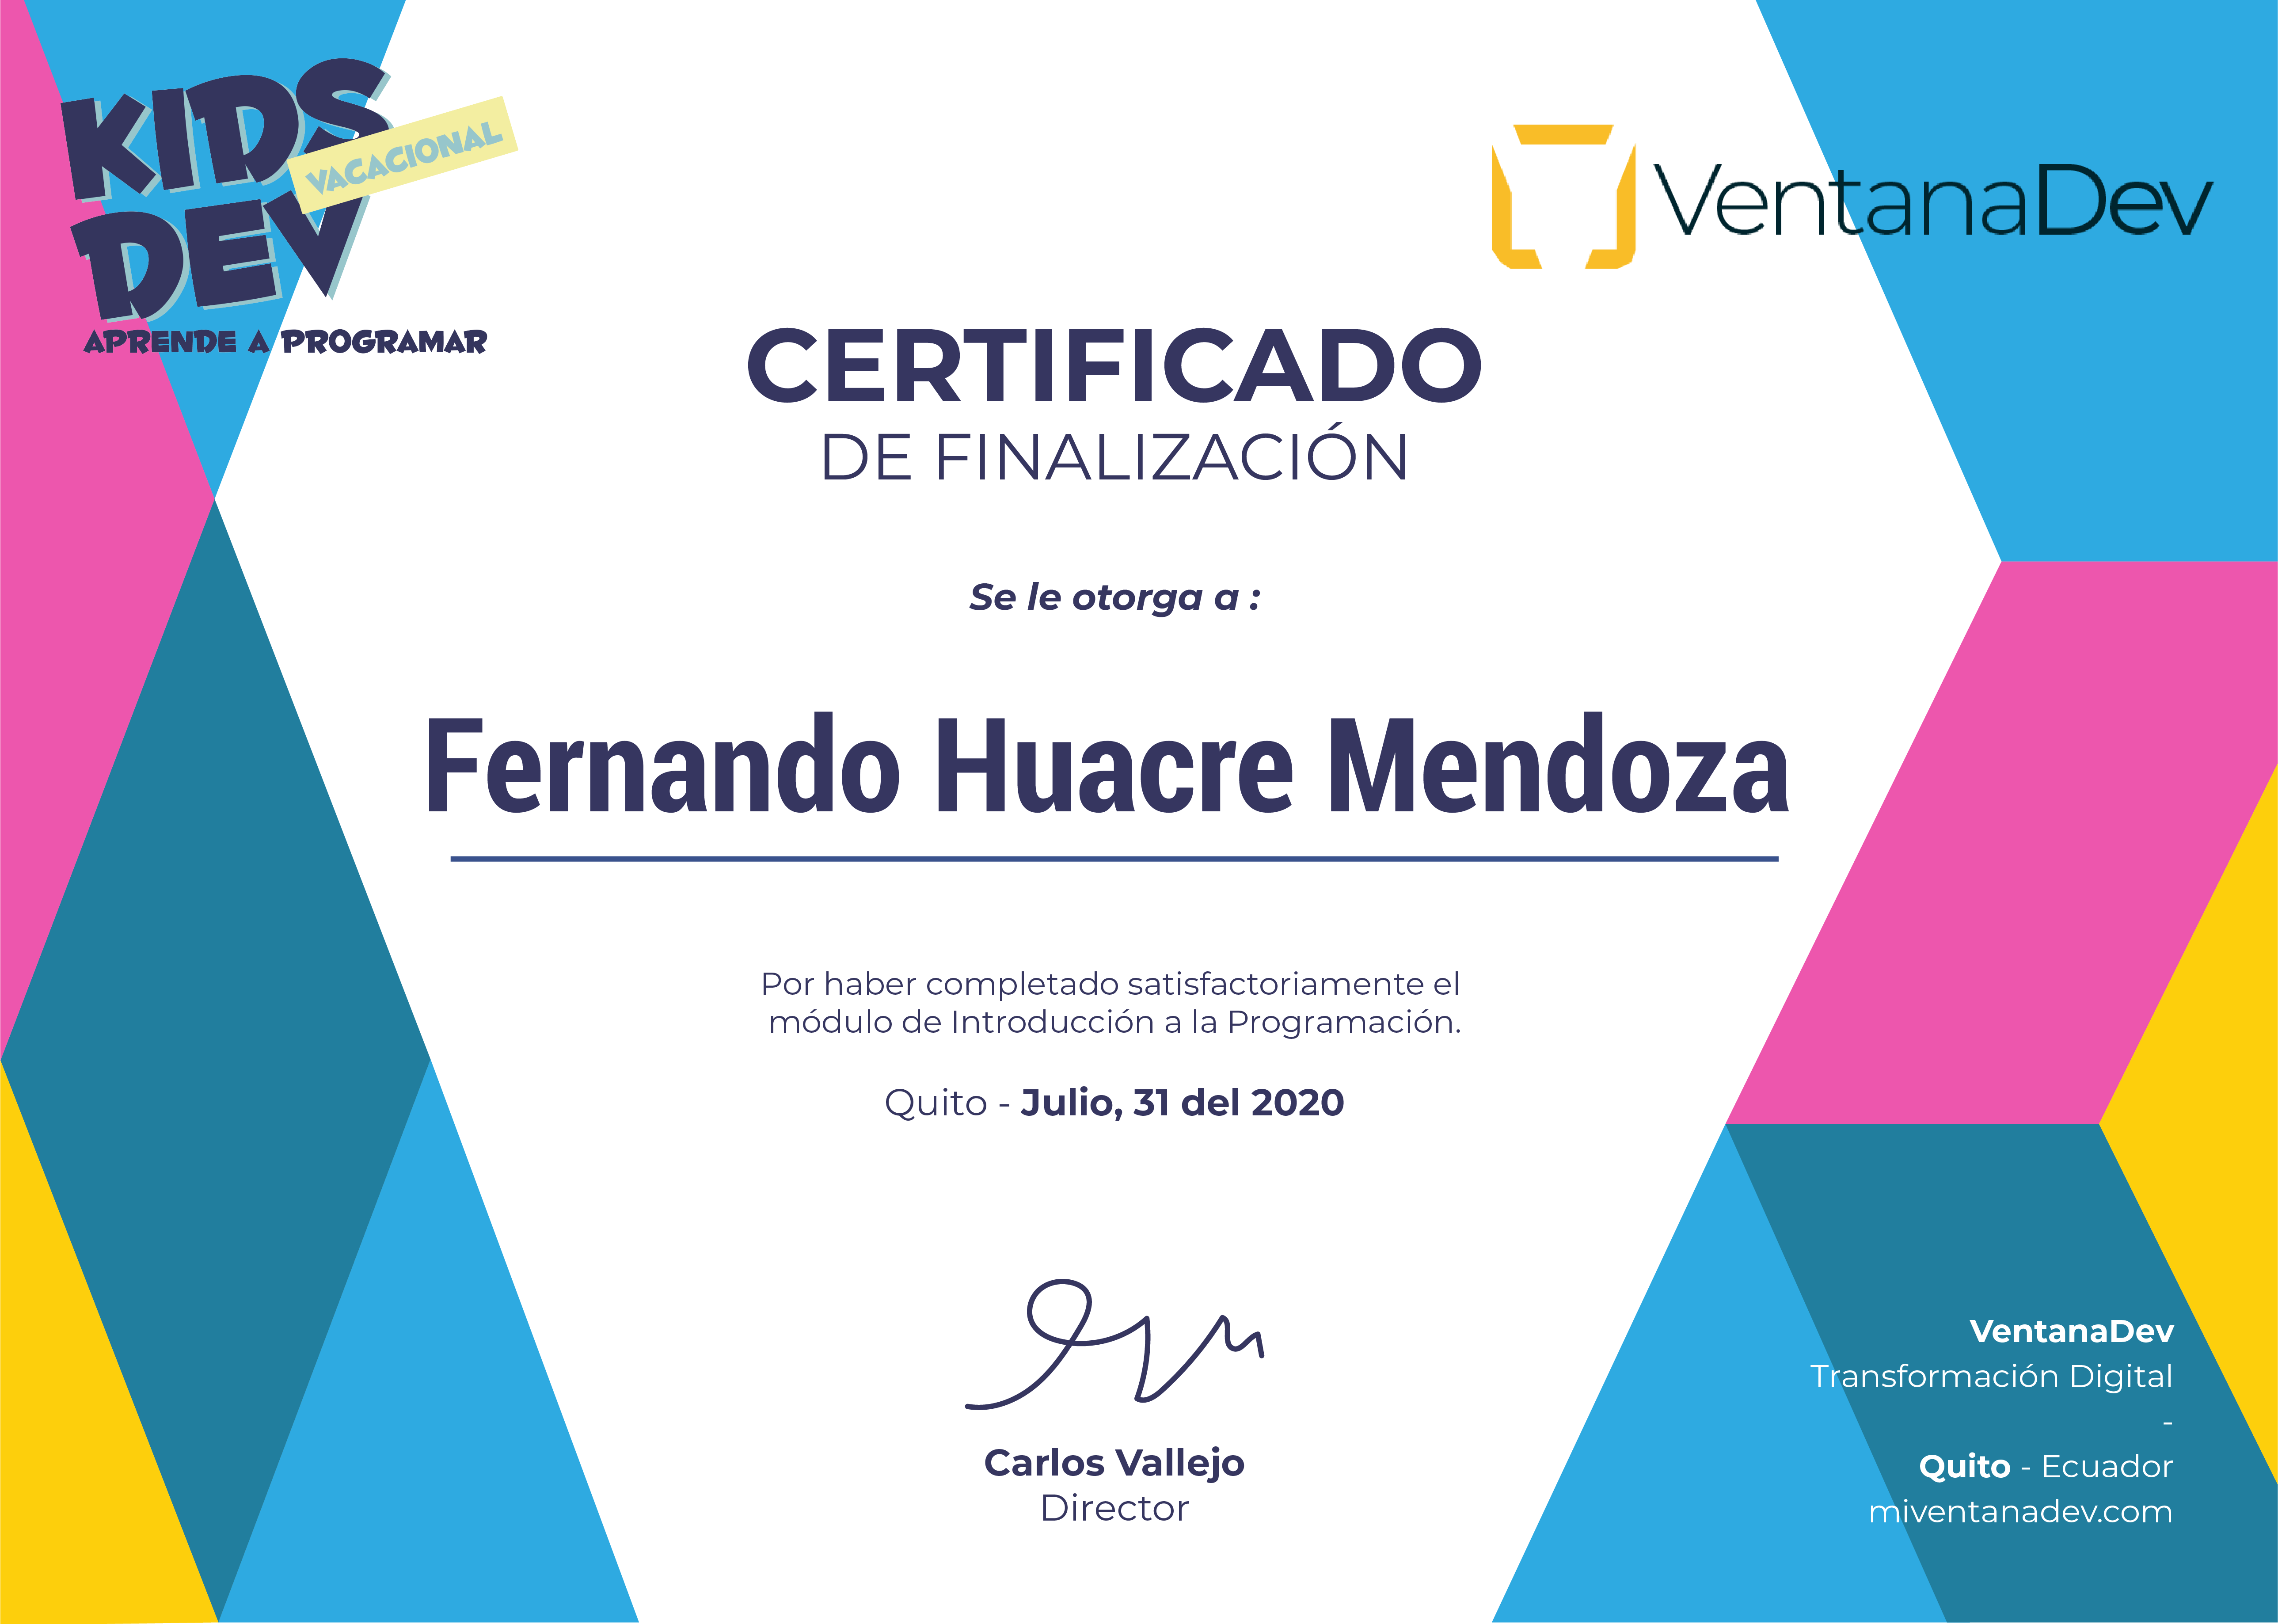 KIDS
VACACIONAL
DEV
APRENDE A PROGRAMAR
VentanaDev
CERTIFICADO
DE FINALIZACIÓN
Se le otorga a :
Fernando Huacre Mendoza
Por haber completado satisfactoriamente el
módulo de Introducción a la Programación.
Quito - Julio, 31 del 2020
Carlos Vallejo
Director
VentanaDev
Transformación Digital
-
Quito - Ecuador
miventanadev.com